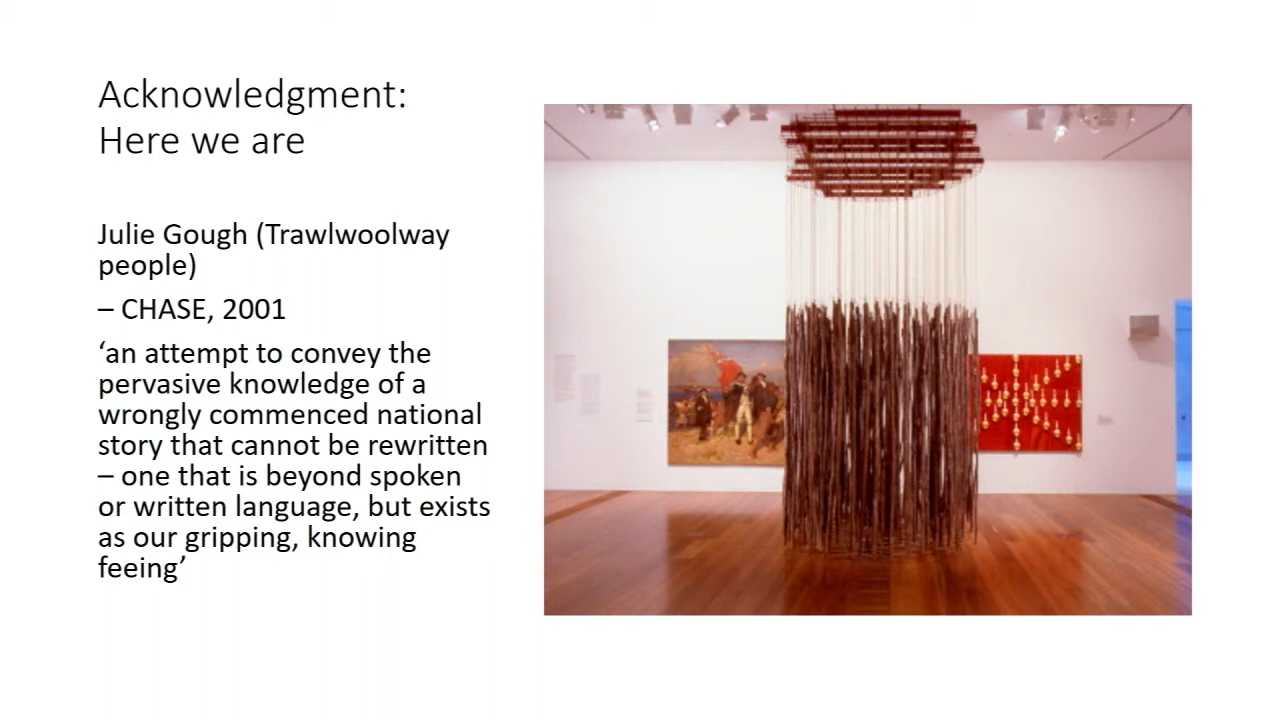 Acknowledgment:
Here we are
Julie Gough (Trawlwoolway
people)
– CHASE, 2001
‘an attempt to convey the
pervasive knowledge of a
wrongly commenced national
story that cannot be rewritten
– one that is beyond spoken
or written language, but exists
as our gripping, knowing
feeing’